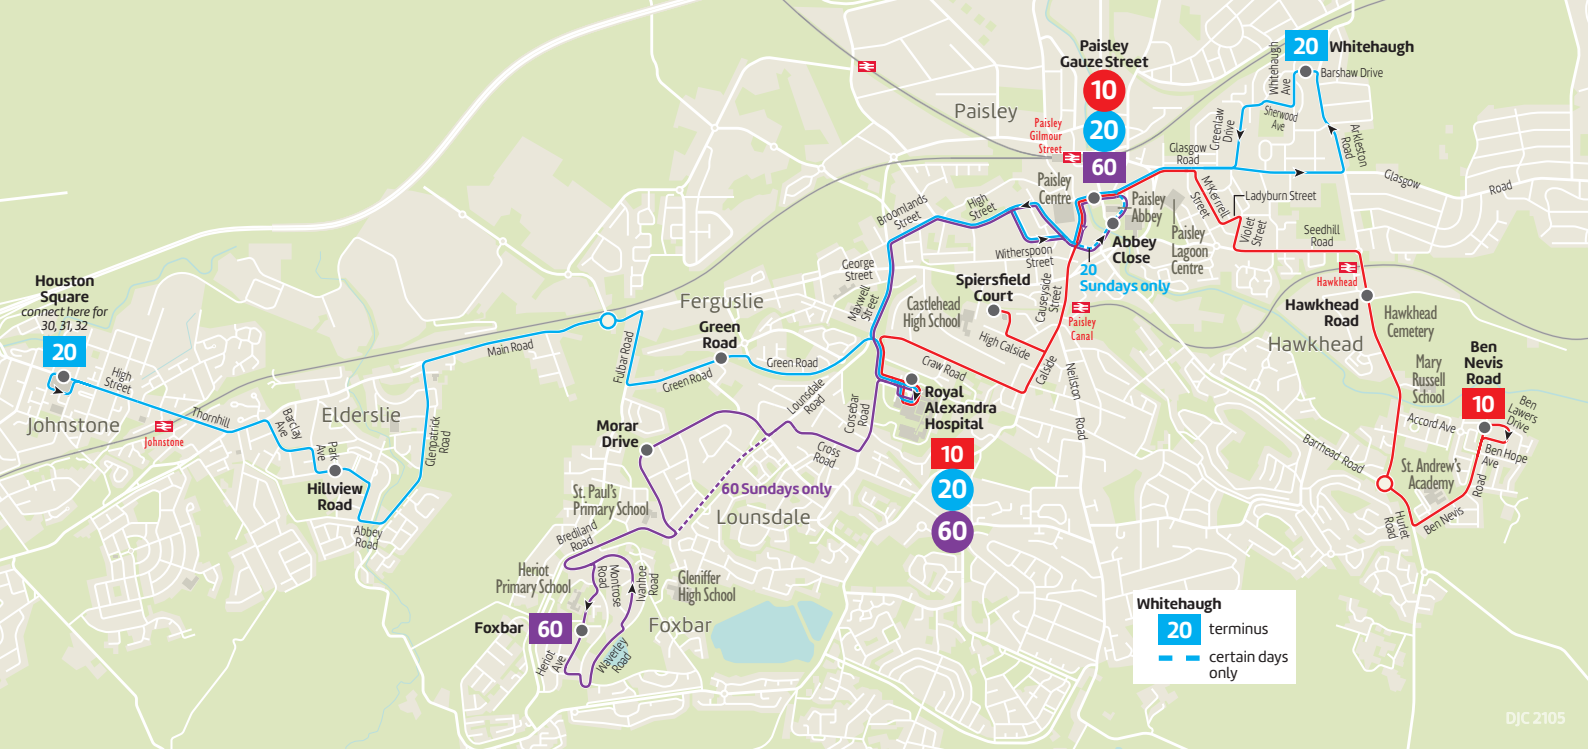 Paisley
Gauze Street
10
20
60
20
Whitehaugh
Whitehaugh
Ave
Barshaw Drive
Sherwood
Ave
Greenlaw
Drive
Arkleston
Road
Glasgow
Road
Glasgow
Road
Paisley
Paisley
Gilmour
Street
Paisley
Centre
Paisley
Abbey
Abbey
Close
Paisley
Lagoon
Centre
M'Kerrell
Street
Ladyburn Street
Violet
Street
Seedhill
Road
Hawkhead
Hawkhead
Road
Hawkhead
Cemetery
Hawkhead
Mary
Russell
School
Ben
Nevis
Road
10
Ben
Lawers
Drive
Accord Ave
Ben Hope
Ave
St. Andrew's
Academy
Barrhead Road
Hurlet
Road
Ben Nevis
Road
Broomlands
Street
High
Street
Witherspoon
Street
20
Sundays only
George
Street
Maxwell
Street
Spiersfield
Court
Castlehead
High School
Causeyside
Street
Paisley
Canal
High Calside
Calside
Neilston
Road
Craw Road
Royal
Alexandra
Hospital
10
20
60
Houston
Square
connect here for
30, 31, 32
20
High
Street
Johnstone
Johnstone
Thornhill
Barclay
Ave
Park
Ave
Elderslie
Hillview
Road
Abbey
Road
Glenpatrick
Road
Main Road
Fulbar Road
Ferguslie
Green
Road
Green Road
Green Road
Lounsdale
Road
Corsebar
Road
Cross
Road
Morar
Drive
60 Sundays only
Lounsdale
St. Paul's
Primary School
Brediland
Road
Heriot
Primary School
Montrose
Road
Ivanhoe
Road
Gleniffer
High School
Foxbar
60
Foxbar
Heriot
Ave
Waverley
Road
Whitehaugh
20
terminus
certain days
only
DJC 2105